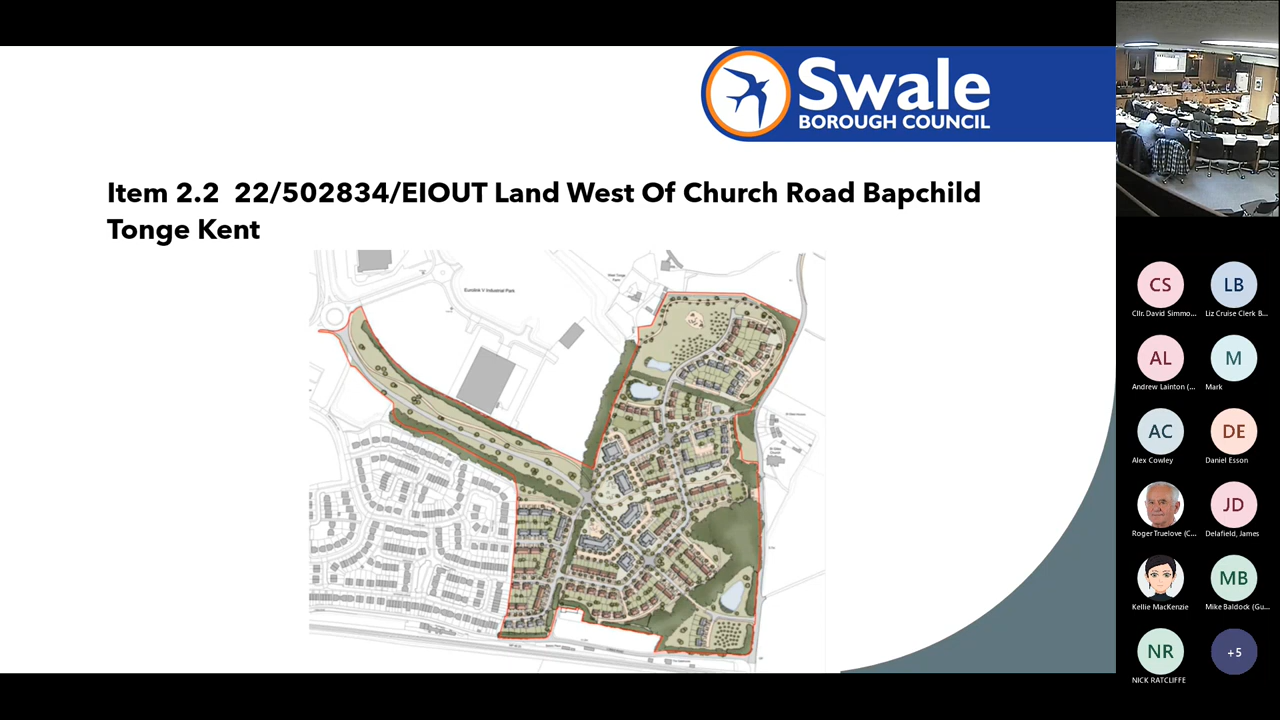 Swale
BOROUGH COUNCIL
Item 2.2 22/502834/EIOUT Land West Of Church Road Bapchild
Tonge Kent
Eurolink V Industrial Park
CS
Cllr. David Simmo...
LB
Liz Cruise Clerk B...
AL
Andrew Lainton (...
M
Mark
AC
Alex Cowley
DE
Daniel Esson
Roger Truelove (C...
JD
Delafield, James
Kellie MacKenzie
MB
Mike Baldock (Gu...
NR
NICK RATCLIFFE
+5